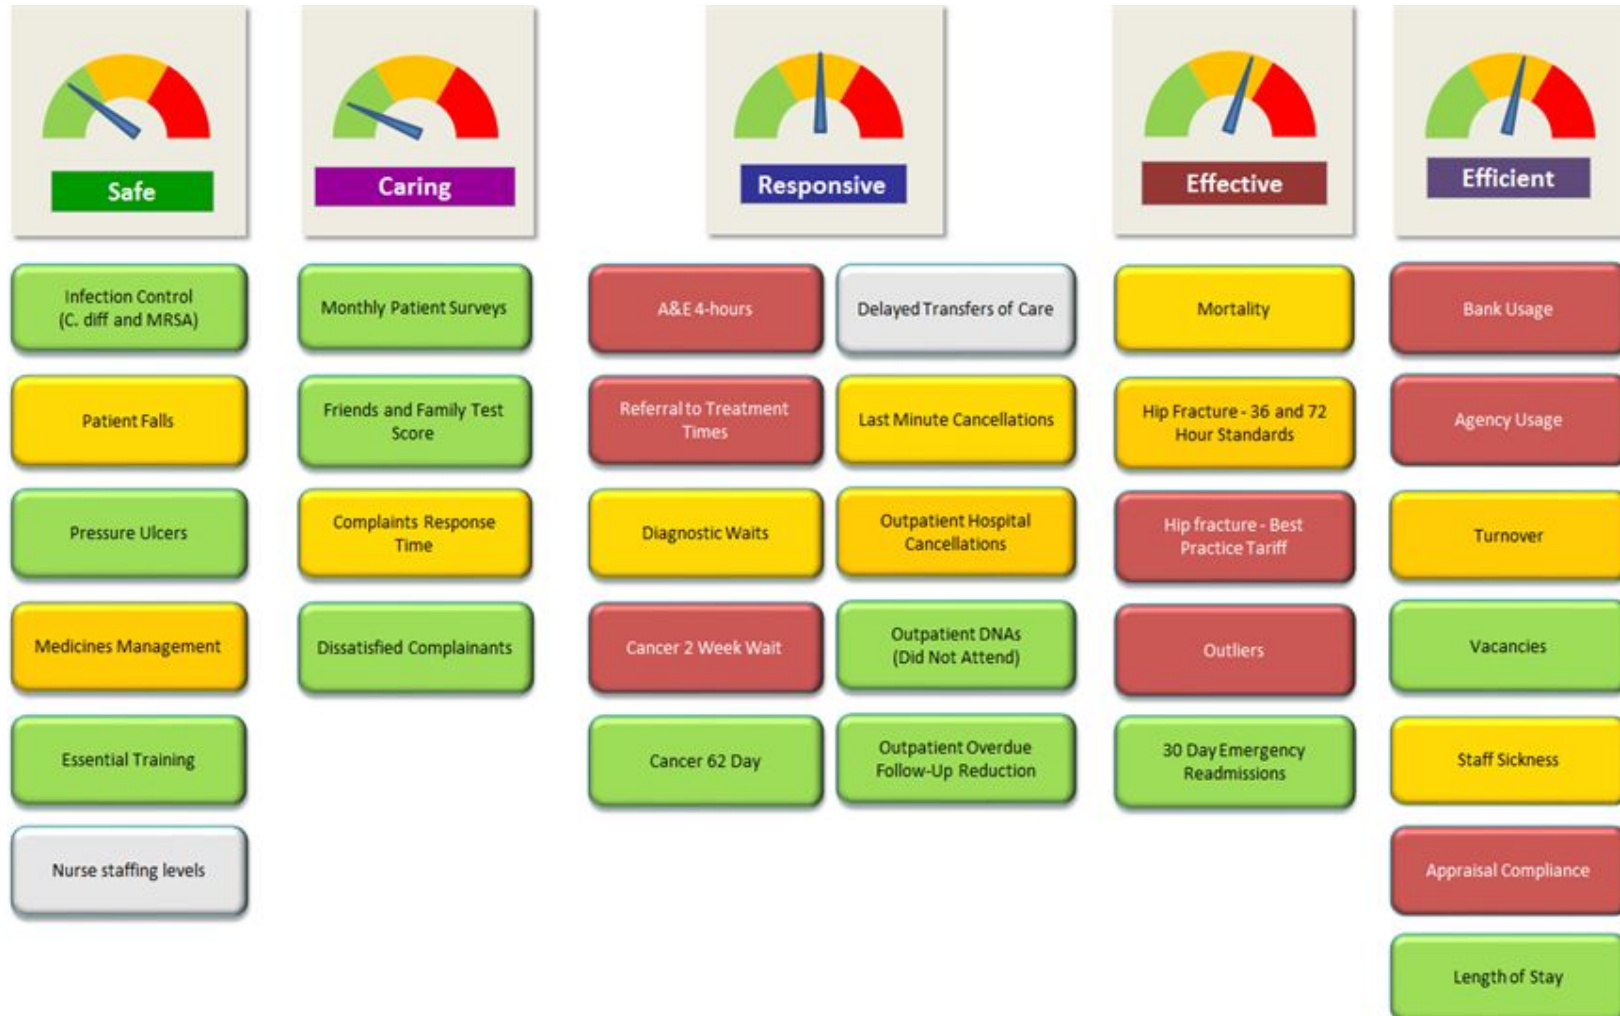 Safe
Caring
Responsive
Effective
Efficient
Infection Control
(C. diff and MRSA)
Patient Falls
Pressure Ulcers
Medicines Management
Essential Training
Nurse staffing levels
Monthly Patient Surveys
Friends and Family Test
Score
Complaints Response
Time
Dissatisfied Complainants
A&E 4-hours
Referral to Treatment
Times
Diagnostic Waits
Cancer 2 Week Wait
Cancer 62 Day
Delayed Transfers of Care
Last Minute Cancellations
Outpatient Hospital
Cancellations
Outpatient DNAs
(Did Not Attend)
Outpatient Overdue
Follow-Up Reduction
Mortality
Hip Fracture - 36 and 72
Hour Standards
Hip fracture - Best
Practice Tariff
Outliers
30 Day Emergency
Readmissions
Bank Usage
Agency Usage
Turnover
Vacancies
Staff Sickness
Appraisal Compliance
Length of Stay